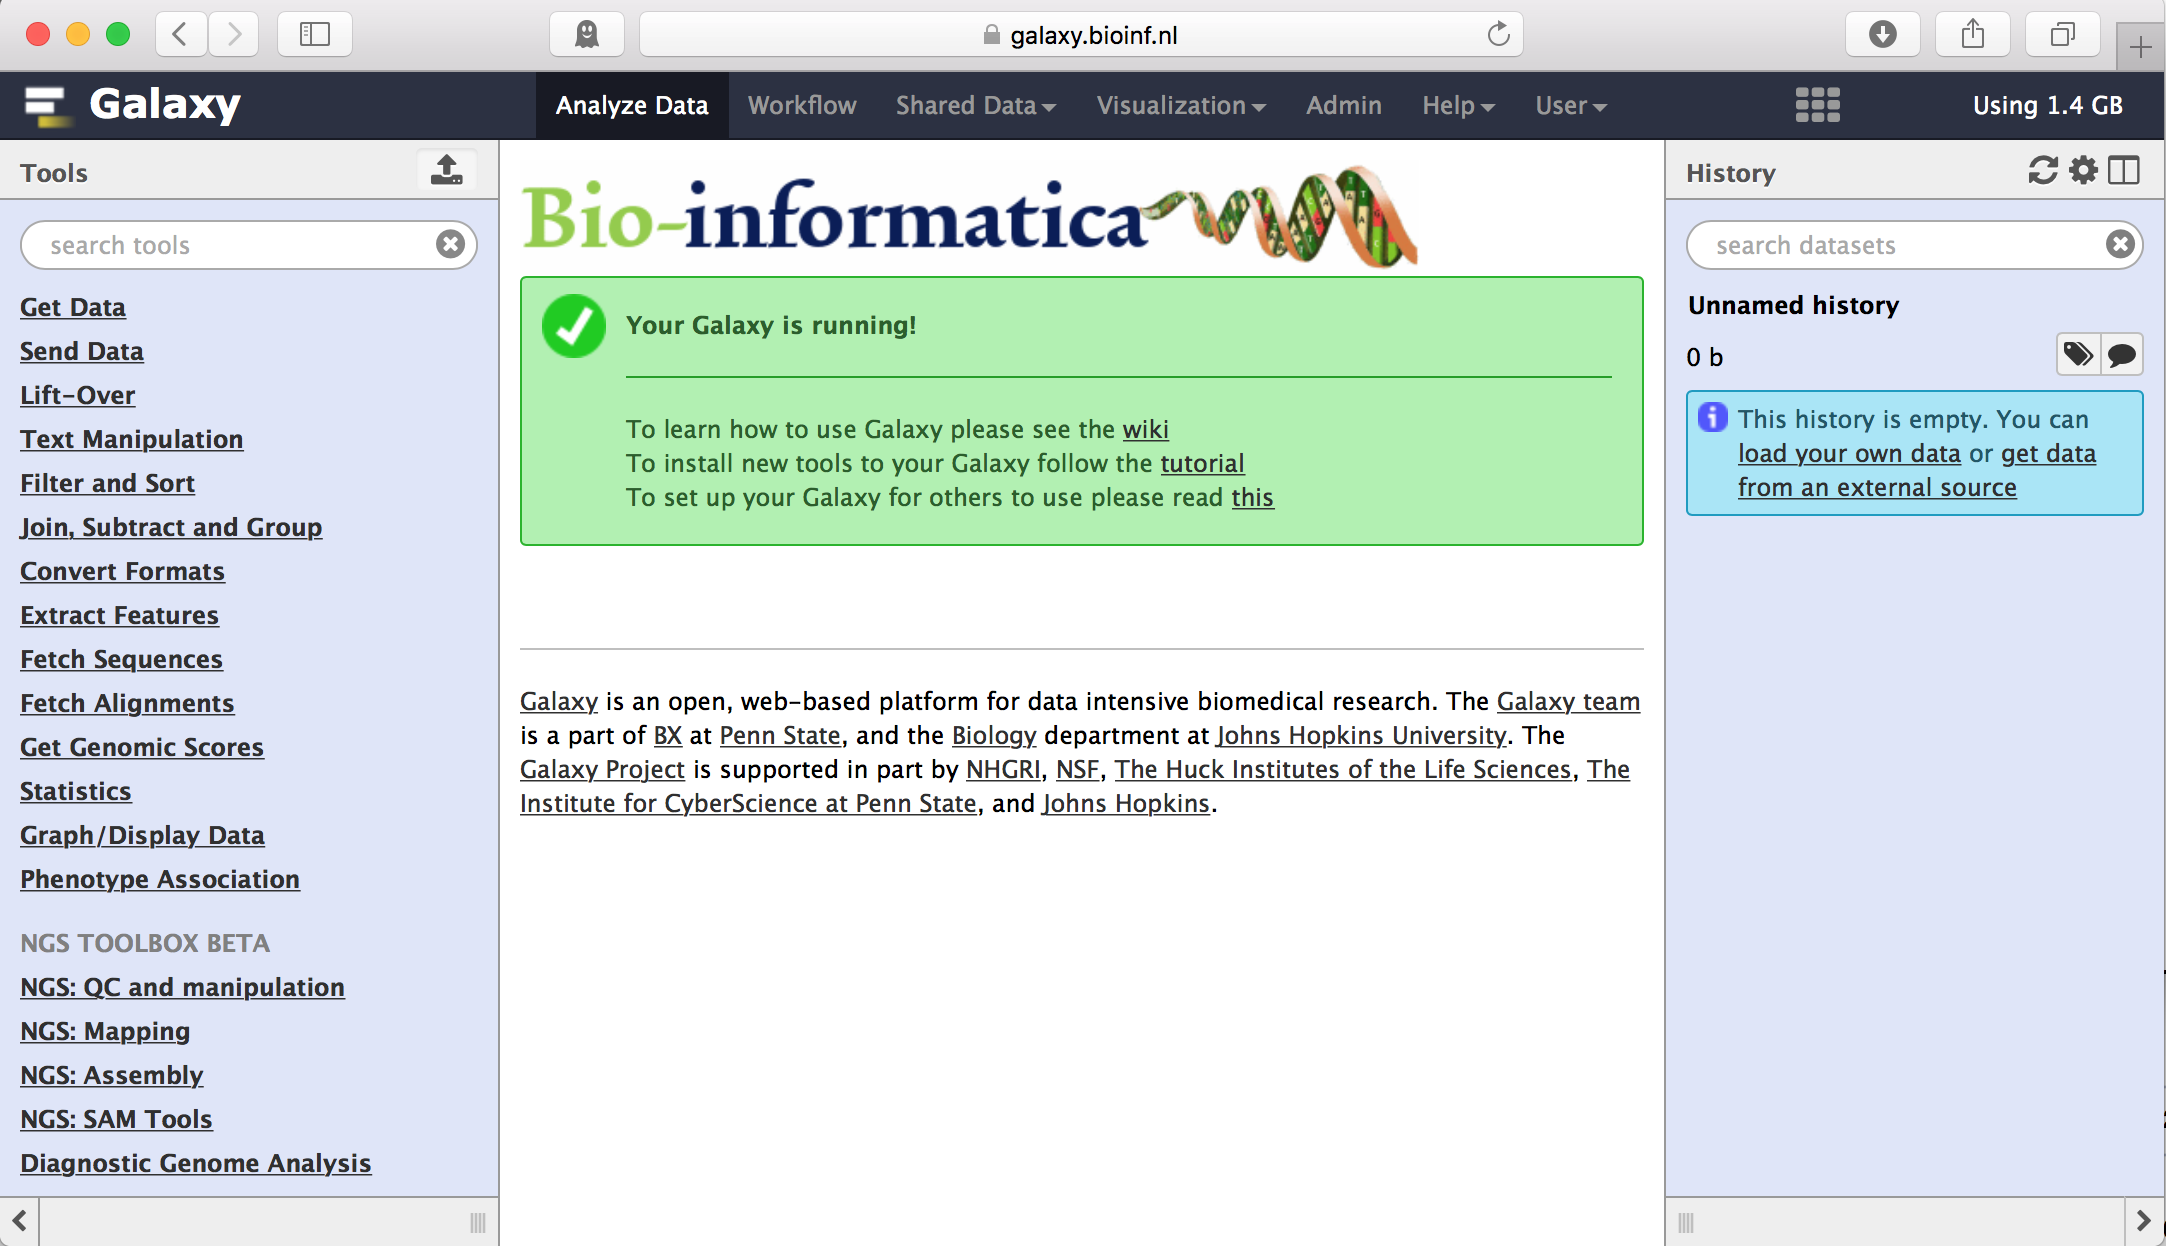 galaxy.bioinf.nl
Galaxy
Analyze Data
Workflow
Shared Data
Visualization
Admin
Help
User
Using 1.4 GB
Tools
search tools
Get Data
Send Data
Lift-Over
Text Manipulation
Filter and Sort
Join, Subtract and Group
Convert Formats
Extract Features
Fetch Sequences
Fetch Alignments
Get Genomic Scores
Statistics
Graph/Display Data
Phenotype Association
NGS TOOLBOX BETA
NGS: QC and manipulation
NGS: Mapping
NGS: Assembly
NGS: SAM Tools
Diagnostic Genome Analysis
Bio-informatica
Your Galaxy is running!
To learn how to use Galaxy please see the wiki
To install new tools to your Galaxy follow the tutorial
To set up your Galaxy for others to use please read this
Galaxy is an open, web-based platform for data intensive biomedical research. The Galaxy team
is a part of BX at Penn State, and the Biology department at Johns Hopkins University. The
Galaxy Project is supported in part by NHGRI, NSF, The Huck Institutes of the Life Sciences, The
Institute for CyberScience at Penn State, and Johns Hopkins.
History
search datasets
Unnamed history
0 b
This history is empty. You can
load your own data or get data
from an external source